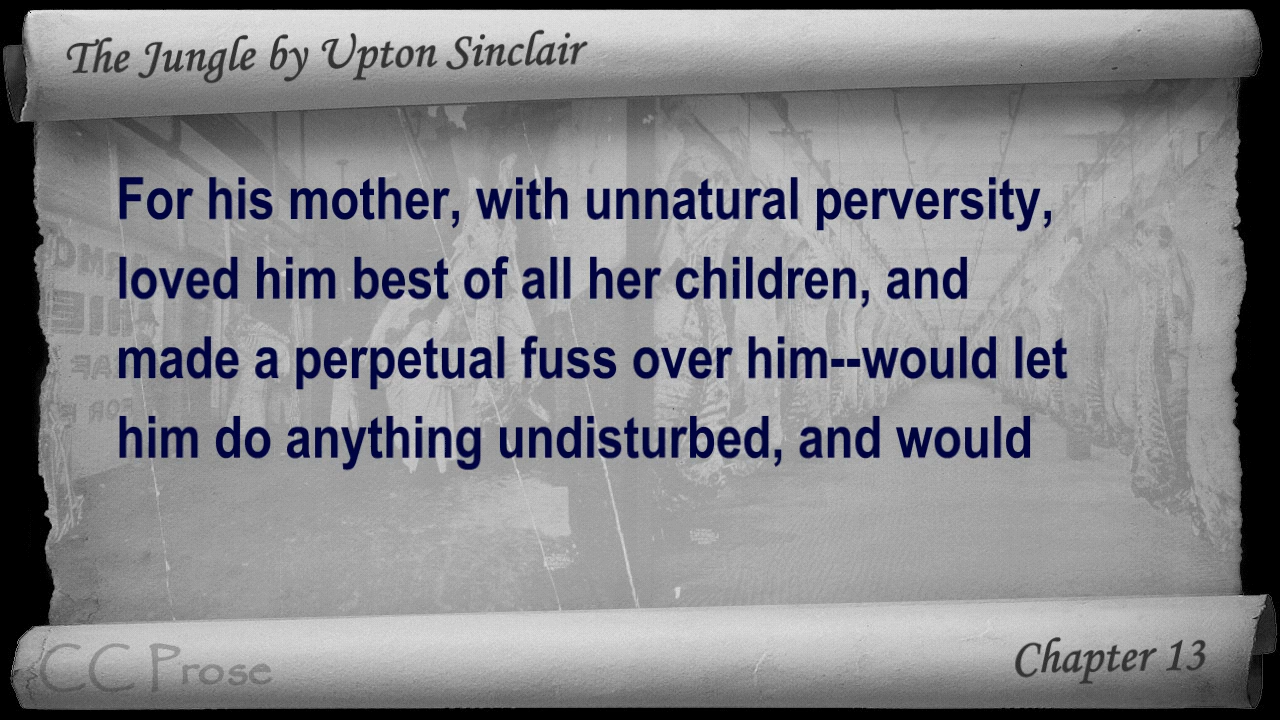 The Jungle by Upton Sinclair
For his mother, with unnatural perversity,
loved him best of all her children, and
made a perpetual fuss over him--would let
him do anything undisturbed, and would
CC Prose
Chapter 13